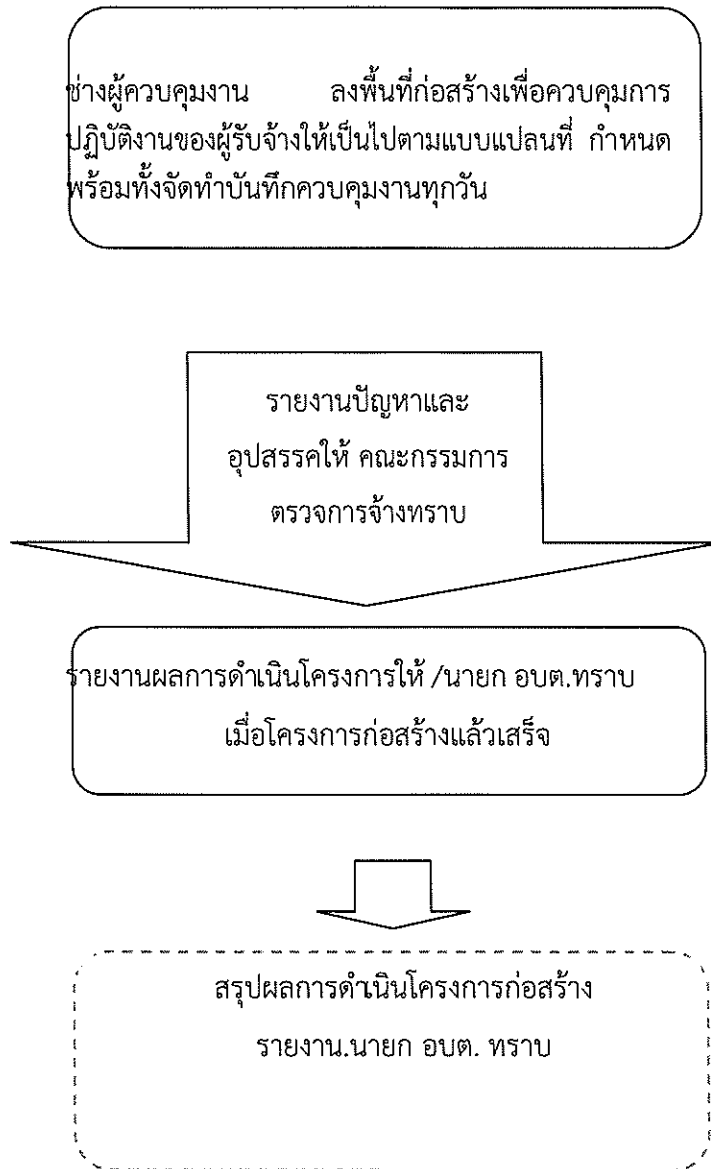 ช่างผู้ควบคุมงาน ลงพื้นที่ก่อสร้างเพื่อควบคุมการ
ปฏิบัติงานของผู้รับจ้างให้เป็นไปตามแบบแปลนที่ กำหนด
พร้อมทั้งจัดทำบันทึกควบคุมงานทุกวัน
รายงานปัญหาและ
อุปสรรคให้ คณะกรรมการ
ตรวจการจ้างทราบ
รายงานผลการดำเนินโครงการให้ /นายก อบต.ทราบ
เมื่อโครงการก่อสร้างแล้วเสร็จ
สรุปผลการดำเนินโครงการก่อสร้าง
รายงาน.นายก อบต. ทราบ